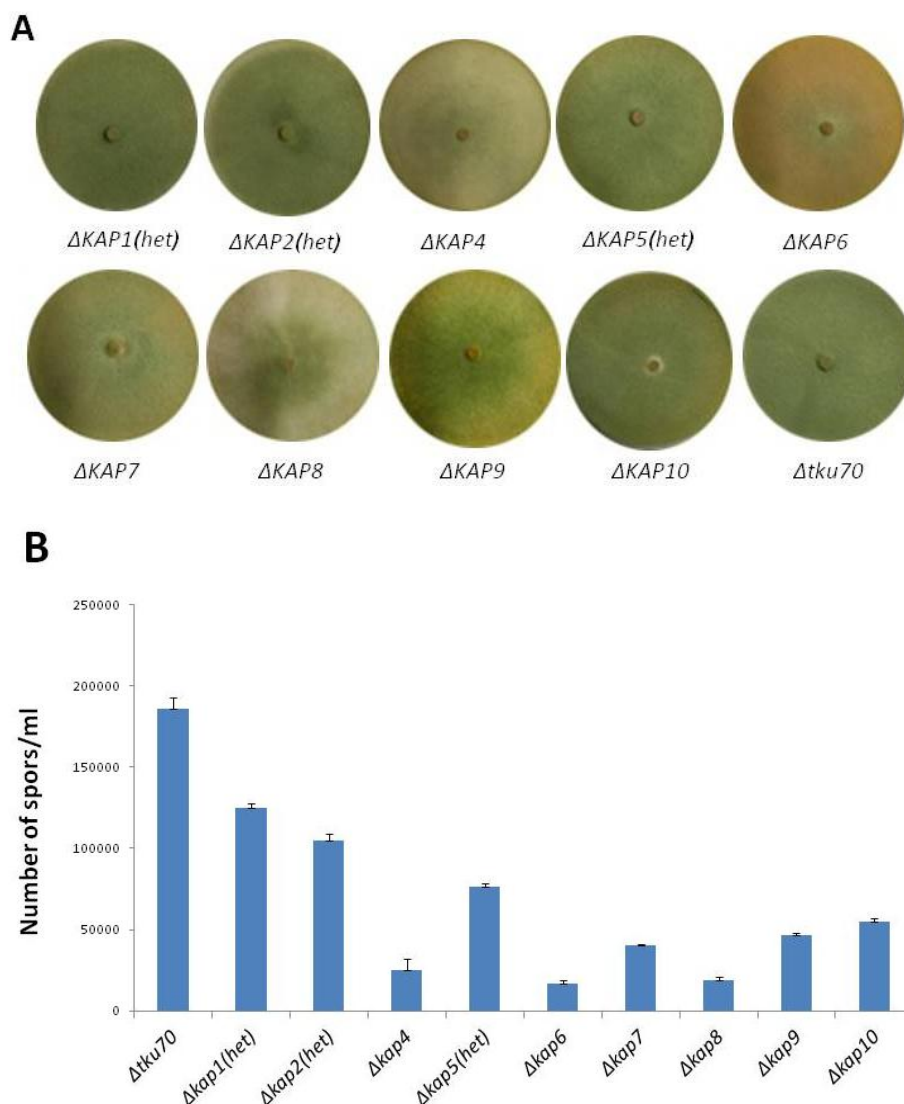 A
ΔKAP1(het) ΔKAP2(het) ΔKAP4 ΔKAP5(het) ΔKAP6
ΔKAP7 ΔKAP8 ΔKAP9 ΔKAP10 Δtku70
B
Number of spors/ml
250000
200000
150000
100000
50000
0
Δtku70 Δkap1(het) Δkap2(het) Δkap4 Δkap5(het) Δkap6 Δkap7 Δkap8 Δkap9 Δkap10